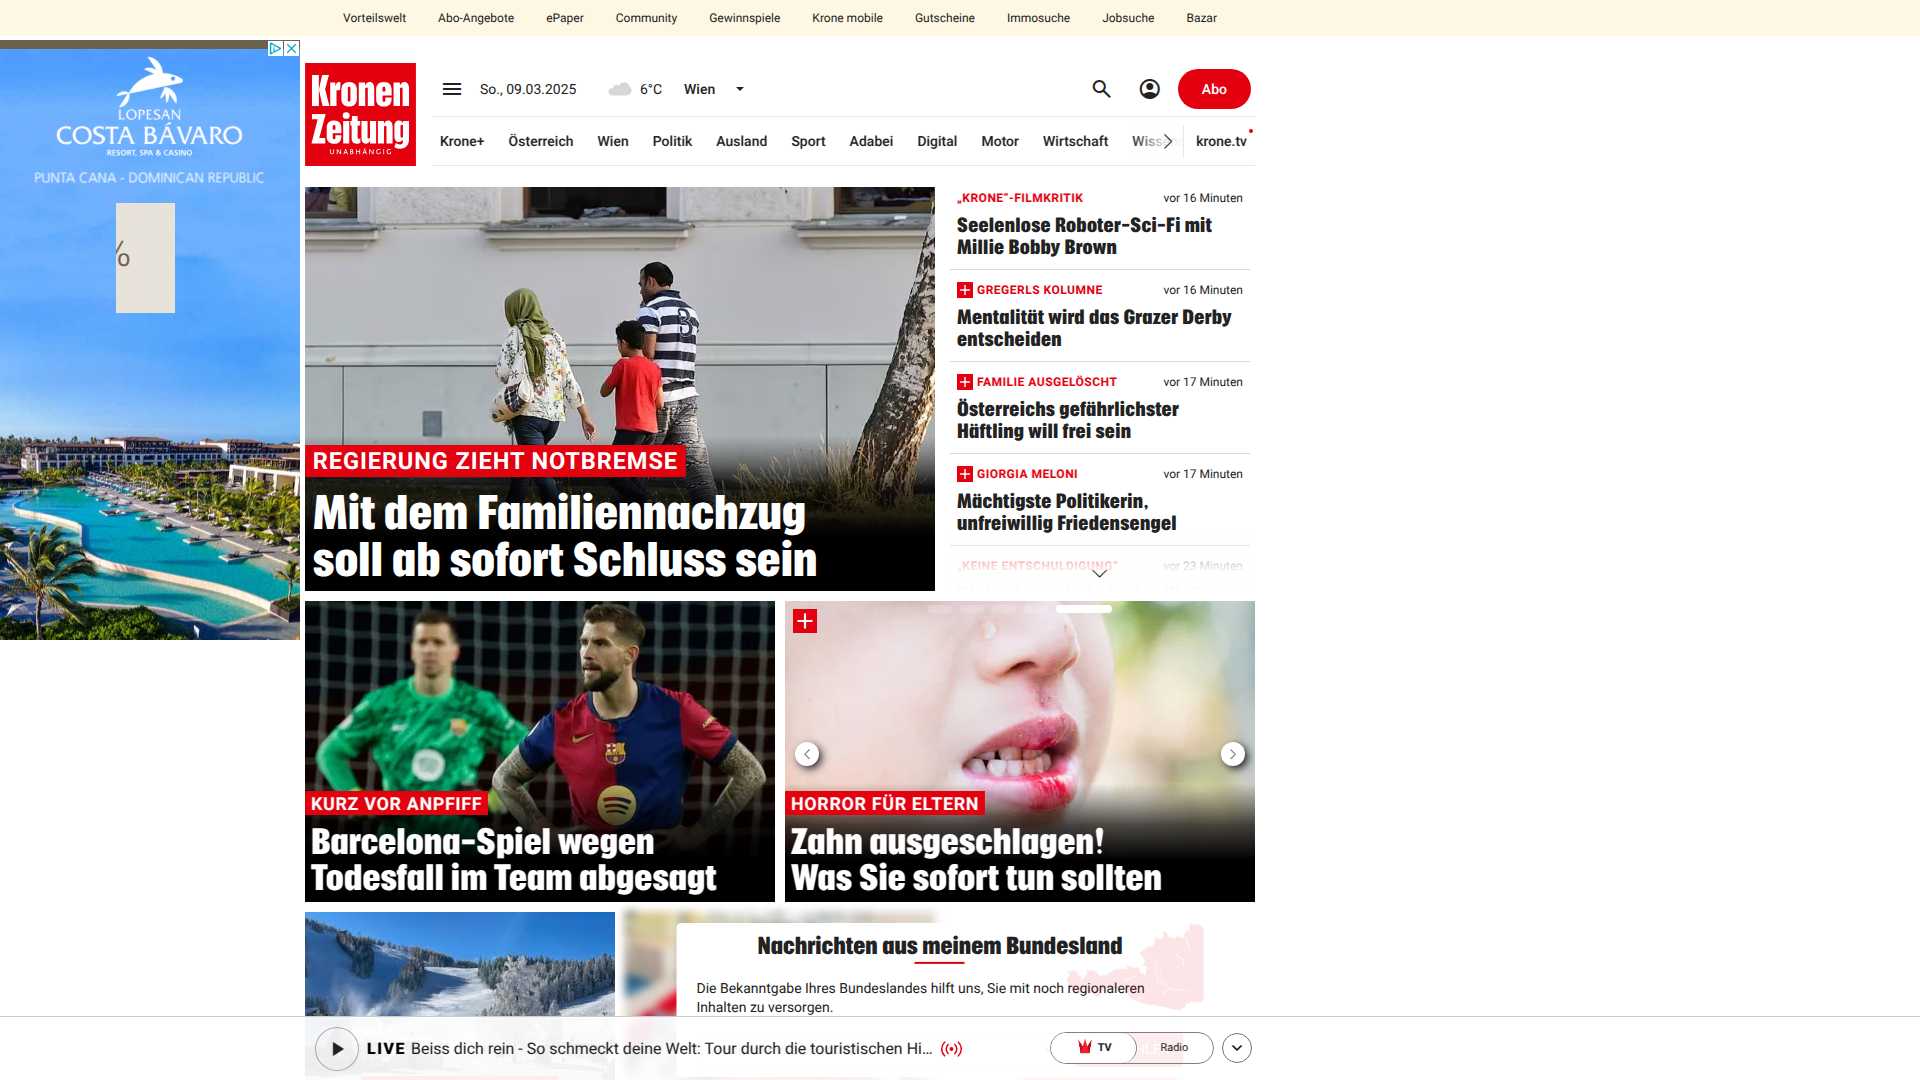 Vorteilswelt Abo-Angebote ePaper Community Gewinnspiele Krone mobile Gutscheine Immosuche Jobsuche Bazar
LOPESAN
COSTA BÁVARO
RESORT, SPA & CASINO
PUNTA CANA - DOMINICAN REPUBLIC
%
Kronen
Zeitung
UNABHÄNGIG
So., 09.03.2025 6°C Wien Abo
Krone+ Österreich Wien Politik Ausland Sport Adabei Digital Motor Wirtschaft krone.tv
REGIERUNG ZIEHT NOTBREMSE
Mit dem Familiennachzug
soll ab sofort Schluss sein
„KRONE“-FILMKRITIK vor 16 Minuten
Seelenlose Roboter-Sci-Fi mit
Millie Bobby Brown
GREGERLS KOLUMNE vor 16 Minuten
Mentalität wird das Grazer Derby
entscheiden
FAMILIE AUSGELÖSCHT vor 17 Minuten
Österreichs gefährlichster
Häftling will frei sein
GIORGIA MELONI vor 17 Minuten
Mächtigste Politikerin,
unfreiwillig Friedensengel
„KEINE ENTSCHULDIGUNG“ vor 23 Minuten
KURZ VOR ANPFIFF
Barcelona-Spiel wegen
Todesfall im Team abgesagt
HORROR FÜR ELTERN
Zahn ausgeschlagen!
Was Sie sofort tun sollten
Nachrichten aus meinem Bundesland
Die Bekanntgabe Ihres Bundeslandes hilft uns, Sie mit noch regionaleren
Inhalten zu versorgen.
LIVE Beiss dich rein - So schmeckt deine Welt: Tour durch die touristischen Hi... TV Radio